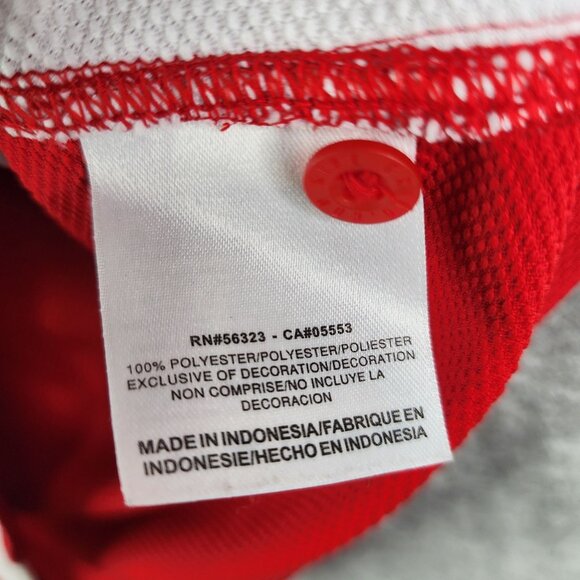 RN#56323 - CA#05553
100% POLYESTER/POLYESTER/POLIESTER
EXCLUSIVE OF DECORATION/DECORATION
NON COMPRISE/NO INCLUYE LA
DECORACION
MADE IN INDONESIA/FABRIQUE EN
INDONESIE/HECHO EN INDONESIA